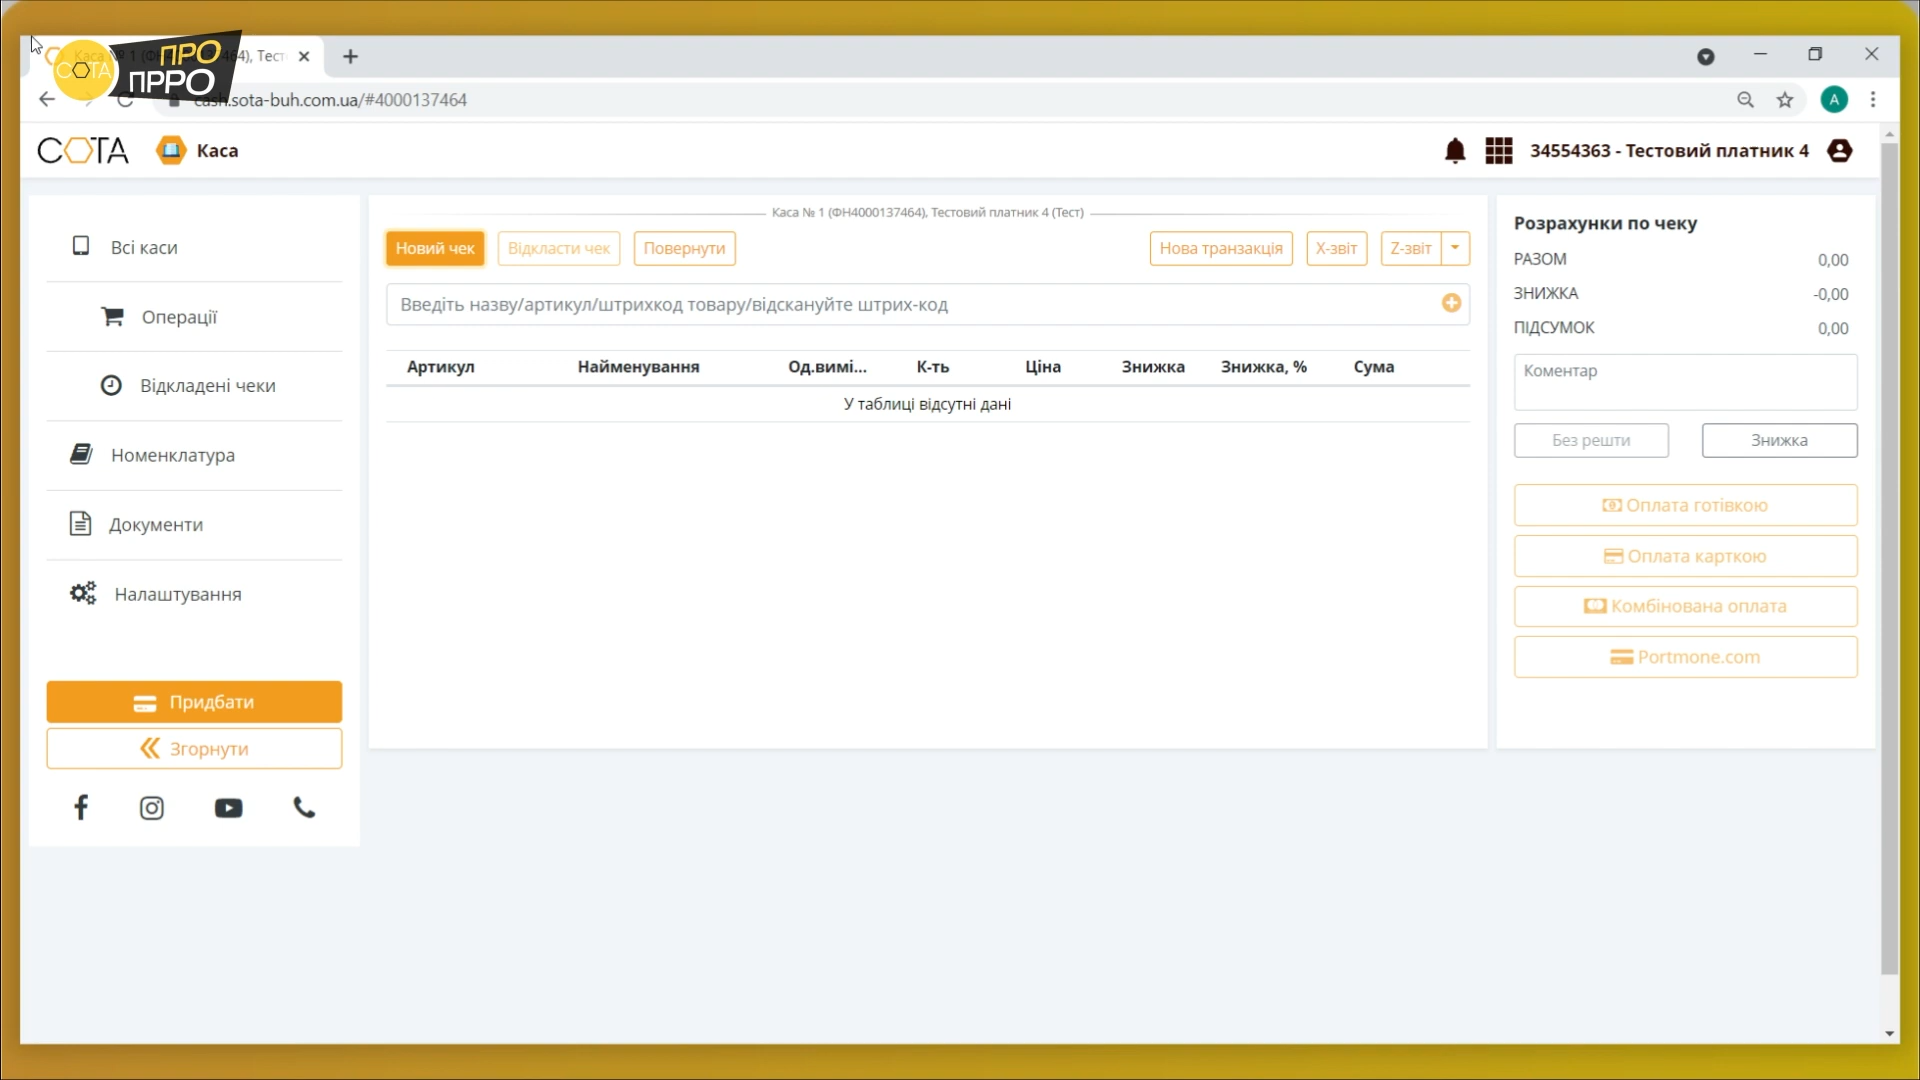 ПРО
ПРРО
СОТА
464), Тест
cash.sota-buh.com.ua/#4000137464
A
СОТА
Каса
34554363 - Тестовий платник 4
Всі каси
Операції
Відкладені чеки
Номенклатура
Документи
Налаштування
Придбати
Згорнути
Каса № 1 (ФН4000137464), Тестовий платник 4 (Тест)
Новий чек
Відкласти чек
Повернути
Нова транзакція
X-звіт
Z-звіт
Введіть назву/артикул/штрихкод товару/відскануйте штрих-код
Артикул Найменування Од.вимі... К-ть Ціна Знижка Знижка, % Сума
У таблиці відсутні дані
Розрахунки по чеку
РАЗОМ 0,00
ЗНИЖКА -0,00
ПІДСУМОК 0,00
Коментар
Без решти
Знижка
Оплата готівкою
Оплата карткою
Комбінована оплата
Portmone.com